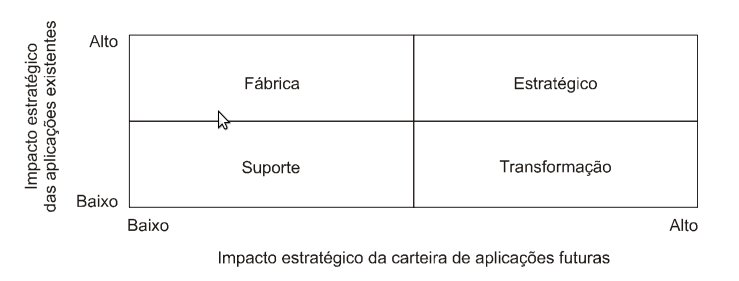 Impacto estratégico
das aplicações existentes
Alto
Fábrica
Estratégico
Suporte
Transformação
Baixo
Baixo
Alto
Impacto estratégico da carteira de aplicações futuras